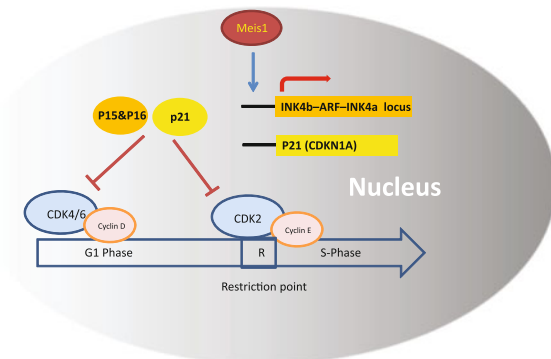 Meis1
INK4b–ARF–INK4a locus
P15&P16
p21
P21 (CDKN1A)
Nucleus
CDK4/6
Cyclin D
CDK2
Cyclin E
G1 Phase
R
S-Phase
Restriction point